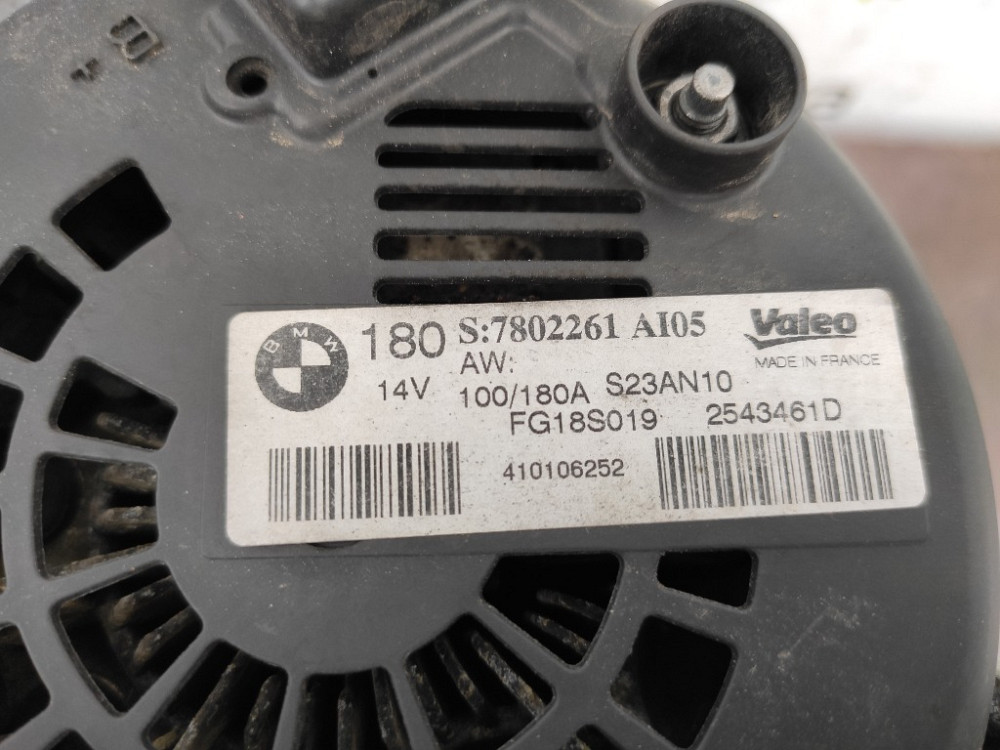 B
BMW 180 S:7802261 AI05 Valeo
AW: MADE IN FRANCE
14V 100/180A S23AN10
FG18S019 2543461D
410106252